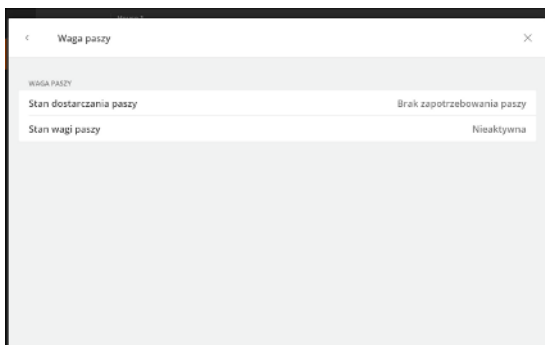 Waga paszy
WAGA PASZY
Stan dostarczania paszy Brak zapotrzebowania paszy
Stan wagi paszy Nieaktywna